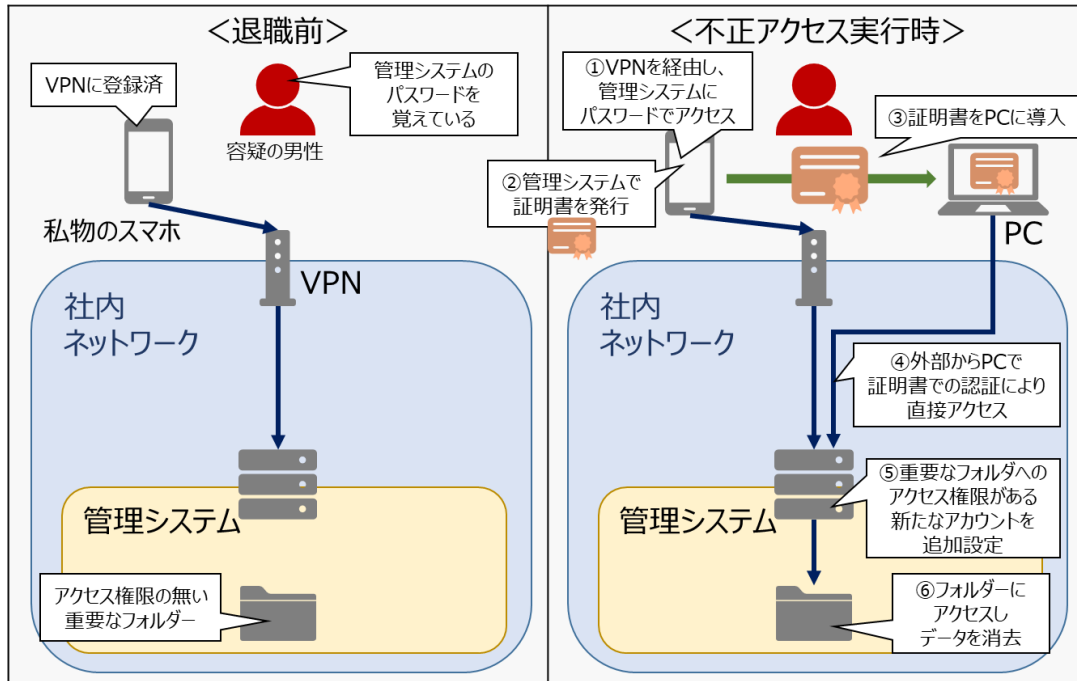 ＜退職前＞
VPNに登録済
管理システムの
パスワードを
覚えている
容疑の男性
私物のスマホ
VPN
社内
ネットワーク
管理システム
アクセス権限の無い
重要なフォルダー
＜不正アクセス実行時＞
①VPNを経由し、
管理システムに
パスワードでアクセス
②管理システムで
証明書を発行
③証明書をPCに導入
PC
社内
ネットワーク
④外部からPCで
証明書での認証により
直接アクセス
管理システム
⑤重要なフォルダへの
アクセス権限がある
新たなアカウントを
追加設定
⑥フォルダーに
アクセスし
データを消去